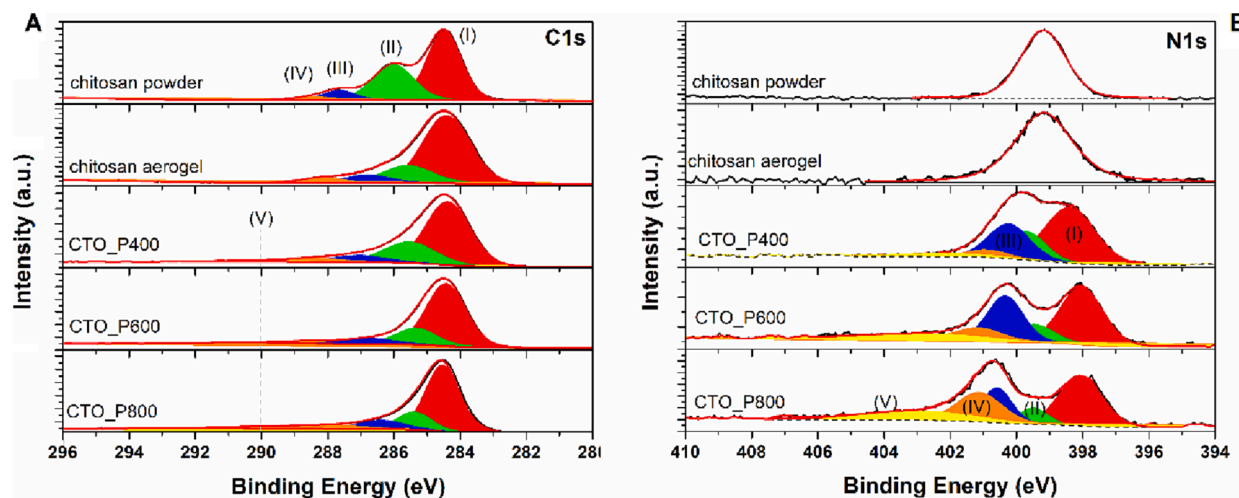 A
C1s
(I)
(II)
(III)
(IV)
chitosan powder
chitosan aerogel
(V)
CTO_P400
CTO_P600
CTO_P800
Intensity (a.u.)
296 294 292 290 288 286 284 282
Binding Energy (eV)
N1s
chitosan powder
chitosan aerogel
CTO_P400
(III)
(I)
CTO_P600
CTO_P800
(V)
(IV)
(II)
Intensity (a.u.)
410 408 406 404 402 400 398 396 394
Binding Energy (eV)